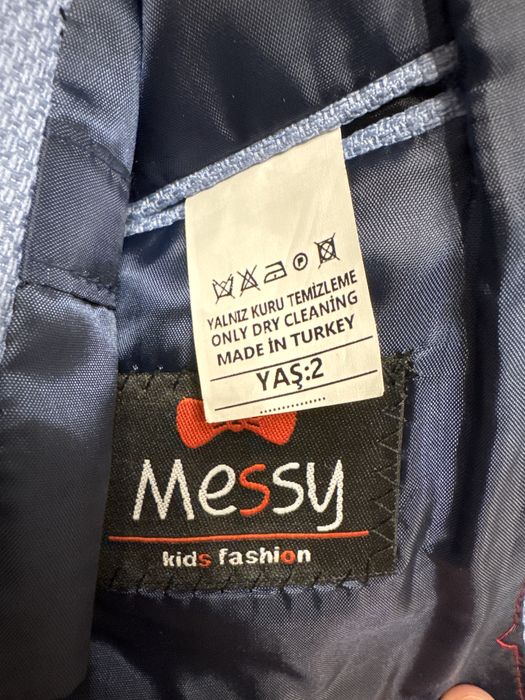 YALNIZ KURU TEMİZLEME
ONLY DRY CLEANİNG
MADE İN TURKEY
YAŞ:2
Messy
kids fashion